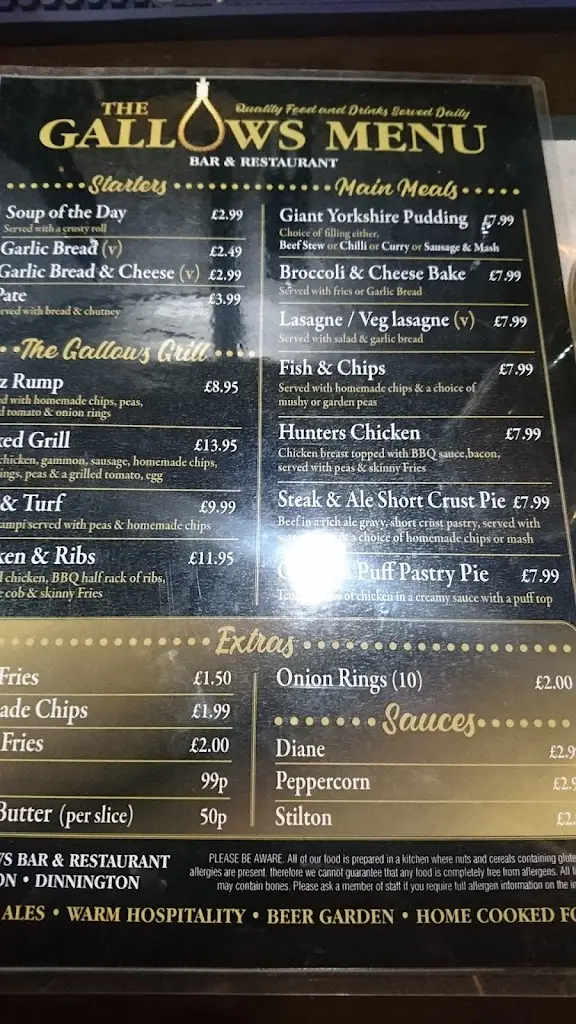 THE
Quality Food and Drinks Served Daily
GALLOWS MENU
BAR & RESTAURANT
Starters
Soup of the Day £2.99
Served with a crusty roll
Garlic Bread (v) £2.49
Garlic Bread & Cheese (v) £2.99
Pate £3.99
erved with bread & chutney
The Gallows Grill
z Rump £8.95
ed with homemade chips, peas,
d tomato & onion rings
xed Grill £13.95
chicken, gammon, sausage, homemade chips,
ings, peas & a grilled tomato, egg
& Turf £9.99
ampi served with peas & homemade chips
ken & Ribs £11.95
d chicken, BBQ half rack of ribs,
e cob & skinny Fries
Main Meals
Giant Yorkshire Pudding £7.99
Choice of filling either,
Beef Stew or Chilli or Curry or Sausage & Mash
Broccoli & Cheese Bake £7.99
Served with fries or Garlic Bread
Lasagne / Veg lasagne (v) £7.99
Served with salad & garlic bread
Fish & Chips £7.99
Served with homemade chips & a choice of
mushy or garden peas
Hunters Chicken £7.99
Chicken breast topped with BBQ sauce,bacon,
served with peas & skinny Fries
Steak & Ale Short Crust Pie £7.99
Beef in a rich ale gravy, short crust pastry, served with
& a choice of homemade chips or mash
Puff Pastry Pie £7.99
of chicken in a creamy sauce with a puff top
Extras
Fries £1.50
ade Chips £1.99
Fries £2.00
99p
Butter (per slice) 50p
Onion Rings (10) £2.00
Sauces
Diane £2.9
Peppercorn £2.9
Stilton £2.
WS BAR & RESTAURANT
ON • DINNINGTON
PLEASE BE AWARE. All of our food is prepared in a kitchen where nuts and cereals containing glute
allergies are present, therefore we cannot guarantee that any food is completely free from allergens. All f
may contain bones. Please ask a member of staff if you require full allergen information on the in
ALES • WARM HOSPITALITY • BEER GARDEN • HOME COOKED FO